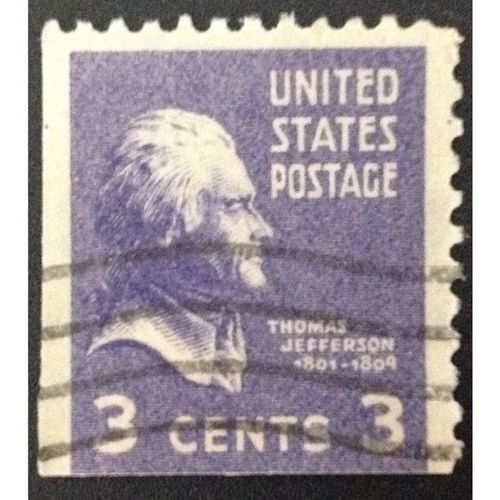 UNITED
STATES
POSTAGE
THOMAS
JEFFERSON
1801-1809
3 CENTS 3